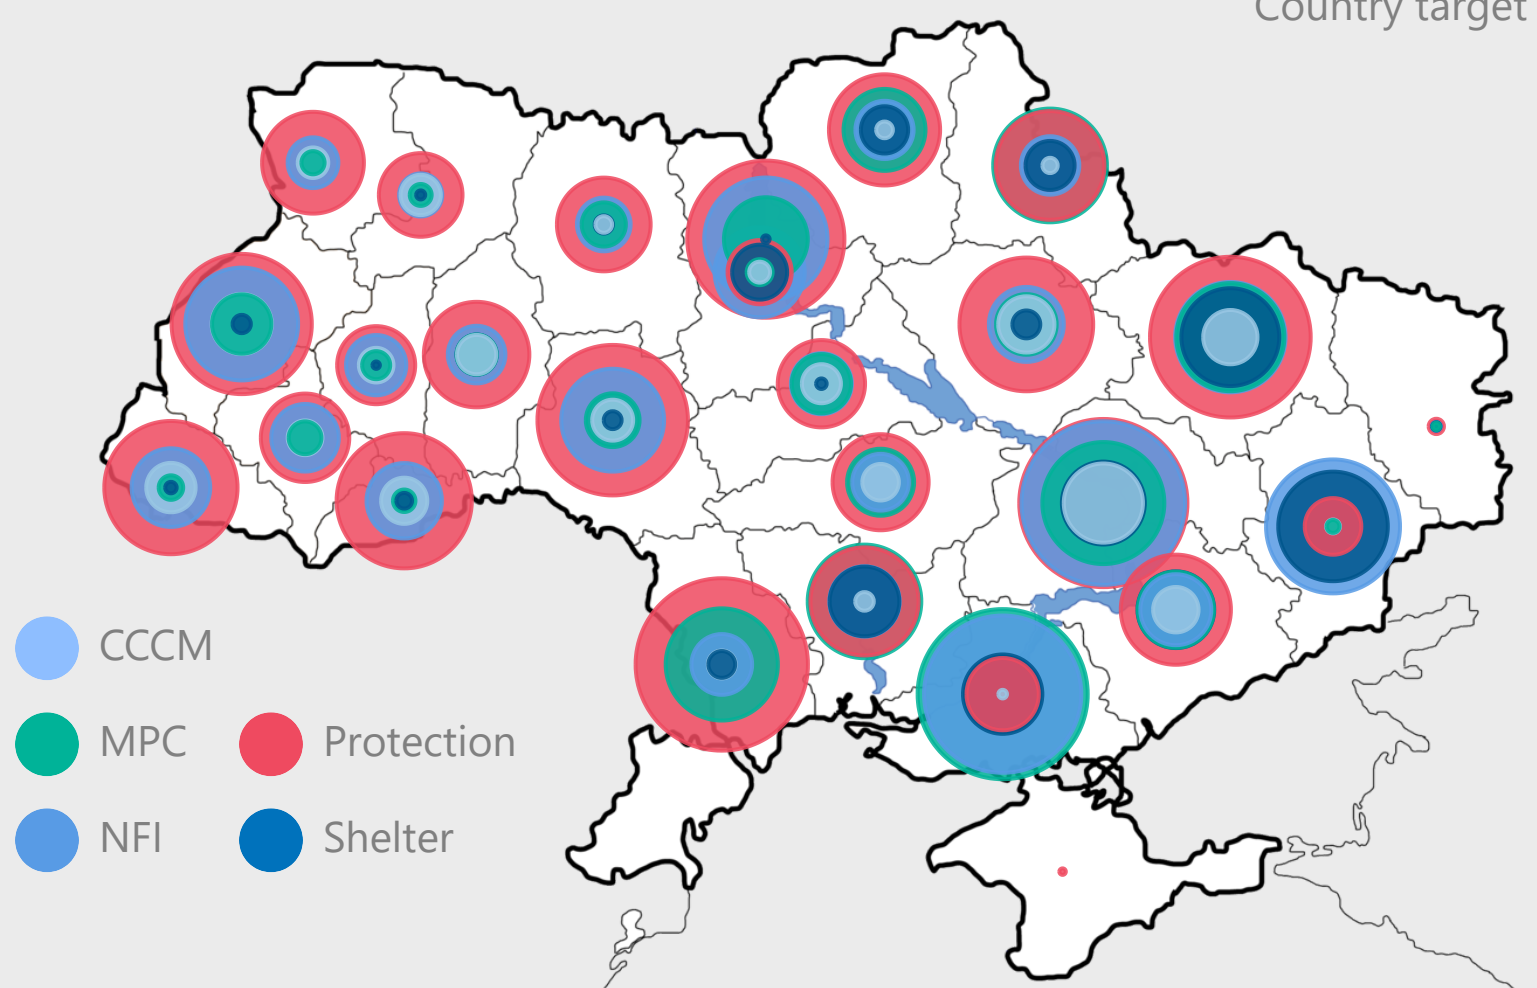 Country target
CCCM
MPC
Protection
NFI
Shelter